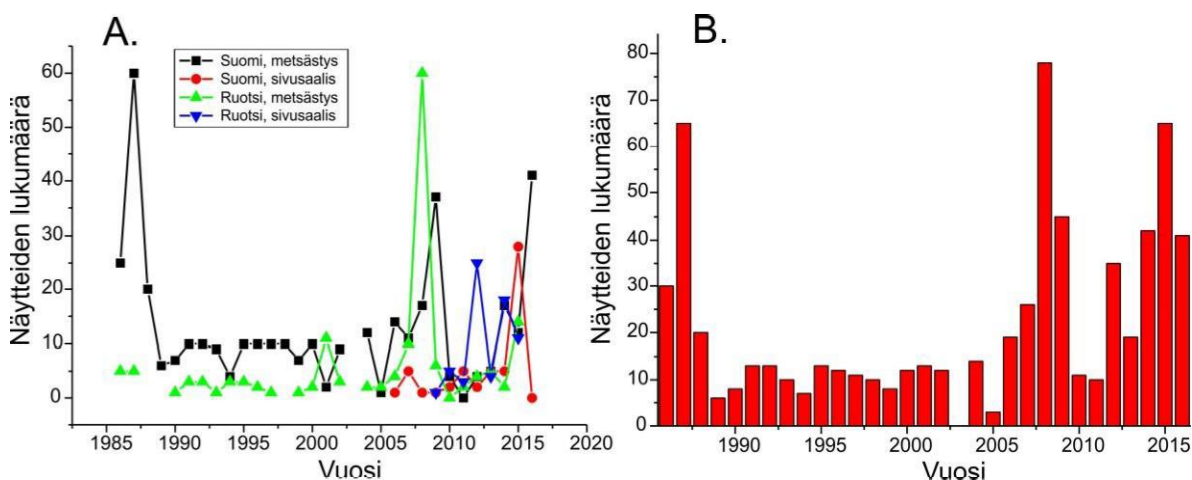 A.
Suomi, metsästys
Suomi, sivusaalis
Ruotsi, metsästys
Ruotsi, sivusaalis
Näytteiden lukumäärä
60
50
40
30
20
10
0
1985 1990 1995 2000 2005 2010 2015 2020
Vuosi
B.
Näytteiden lukumäärä
80
70
60
50
40
30
20
10
0
1990 1995 2000 2005 2010 2015
Vuosi